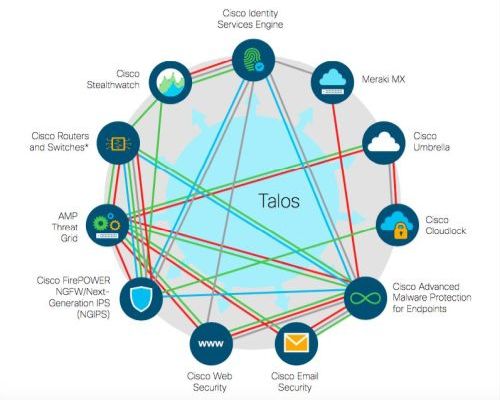 Cisco Identity
Services Engine
Cisco
Stealthwatch
Meraki MX
Cisco Routers
and Switches*
Cisco
Umbrella
Talos
AMP
Threat
Grid
Cisco
Cloudlock
Cisco FirePOWER
NGFW/Next-
Generation IPS
(NGIPS)
Cisco Advanced
Malware Protection
for Endpoints
www
Cisco Web
Security
Cisco Email
Security